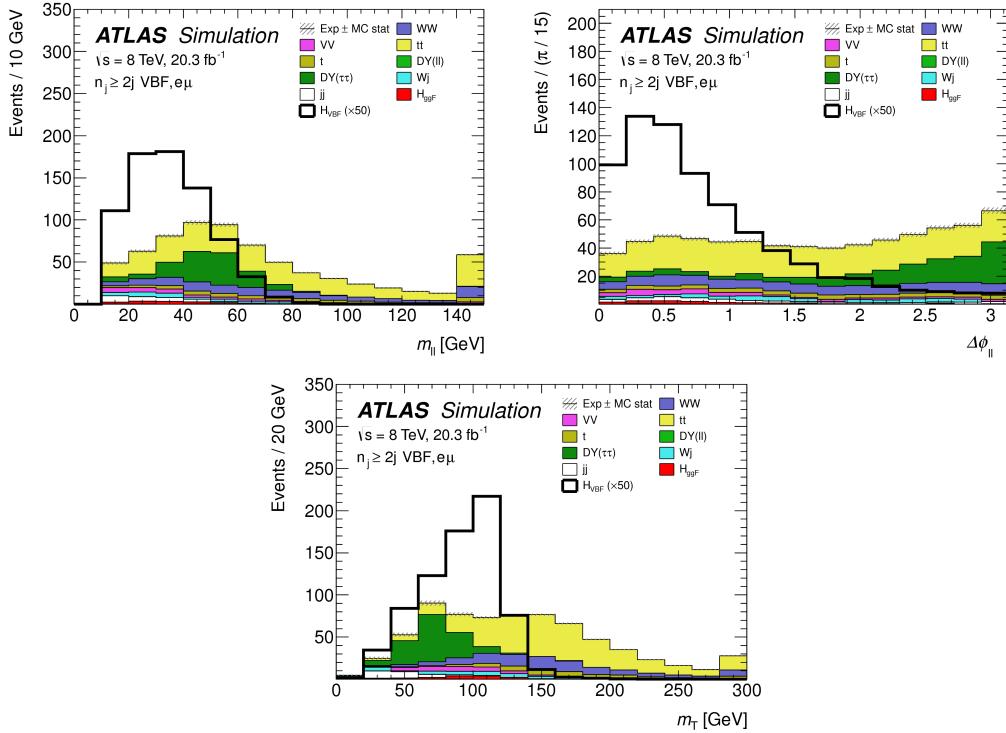 Events / 10 GeV
350
300
250
200
150
100
50
0
ATLAS Simulation
√s = 8 TeV, 20.3 fb⁻¹
nⱼ ≥ 2j VBF, eμ
Exp ± MC stat
VV WW
t tt
DY(ττ) DY(ll)
jj Wj
H_VBF (×50) H_ggF
0 20 40 60 80 100 120 140
m_ll [GeV]
Events / (π / 15)
200
180
160
140
120
100
80
60
40
20
ATLAS Simulation
√s = 8 TeV, 20.3 fb⁻¹
nⱼ ≥ 2j VBF, eμ
Exp ± MC stat
VV WW
t tt
DY(ττ) DY(ll)
jj Wj
H_VBF (×50) H_ggF
0 0.5 1 1.5 2 2.5 3
Δϕ_ll
Events / 20 GeV
350
300
250
200
150
100
50
ATLAS Simulation
√s = 8 TeV, 20.3 fb⁻¹
nⱼ ≥ 2j VBF, eμ
Exp ± MC stat WW
VV tt
t DY(ll)
DY(ττ) Wj
jj H_ggF
H_VBF (×50)
0 50 100 150 200 250 300
m_T [GeV]